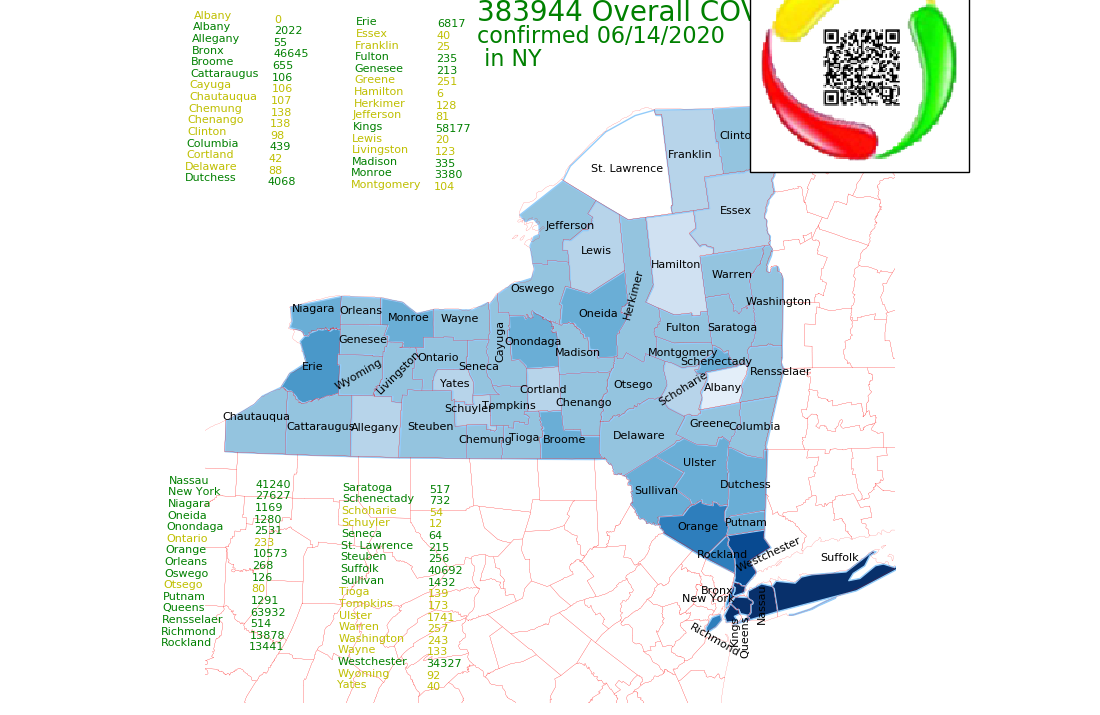 383944 Overall COV
confirmed 06/14/2020
in NY
Albany 0
Albany 2022
Allegany 55
Bronx 46645
Broome 655
Cattaraugus 106
Cayuga 106
Chautauqua 107
Chemung 138
Chenango 138
Clinton 98
Columbia 439
Cortland 42
Delaware 88
Dutchess 4068
Erie 6817
Essex 40
Franklin 25
Fulton 235
Genesee 213
Greene 251
Hamilton 6
Herkimer 128
Jefferson 81
Kings 58177
Lewis 20
Livingston 123
Madison 335
Monroe 3380
Montgomery 104
Clinto
Franklin
St. Lawrence
Essex
Jefferson
Lewis
Hamilton
Warren
Oswego
Herkimer
Washington
Niagara
Orleans
Monroe
Wayne
Oneida
Fulton
Saratoga
Genesee
Cayuga
Onondaga
Madison
Montgomery
Schenectady
Erie
Wyoming
Livingston
Ontario
Seneca
Rensselaer
Yates
Cortland
Otsego
Schoharie
Albany
Schuyler
Tompkins
Chenango
Chautauqua
Cattaraugus
Allegany
Steuben
Chemung
Tioga
Broome
Delaware
Greene
Columbia
Ulster
Sullivan
Dutchess
Orange
Putnam
Rockland
Westchester
Suffolk
Bronx
New York
Nassau
Kings
Queens
Richmond
Nassau 41240
New York 27627
Niagara 1169
Oneida 1280
Onondaga 2531
Ontario 233
Orange 10573
Orleans 268
Oswego 126
Otsego 80
Putnam 1291
Queens 63932
Rensselaer 514
Richmond 13878
Rockland 13441
Saratoga 517
Schenectady 732
Schoharie 54
Schuyler 12
Seneca 64
St. Lawrence 215
Steuben 256
Suffolk 40692
Sullivan 1432
Tioga 139
Tompkins 173
Ulster 1741
Warren 257
Washington 243
Wayne 133
Westchester 34327
Wyoming 92
Yates 40